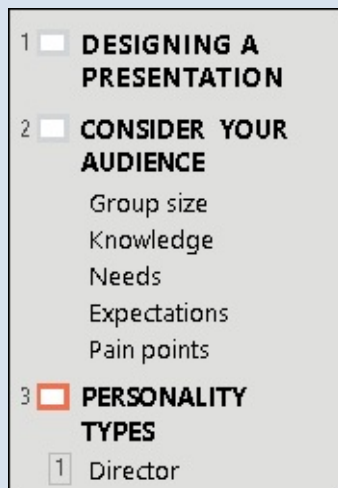 1 DESIGNING A
PRESENTATION
2 CONSIDER YOUR
AUDIENCE
Group size
Knowledge
Needs
Expectations
Pain points
3 PERSONALITY
TYPES
1 Director